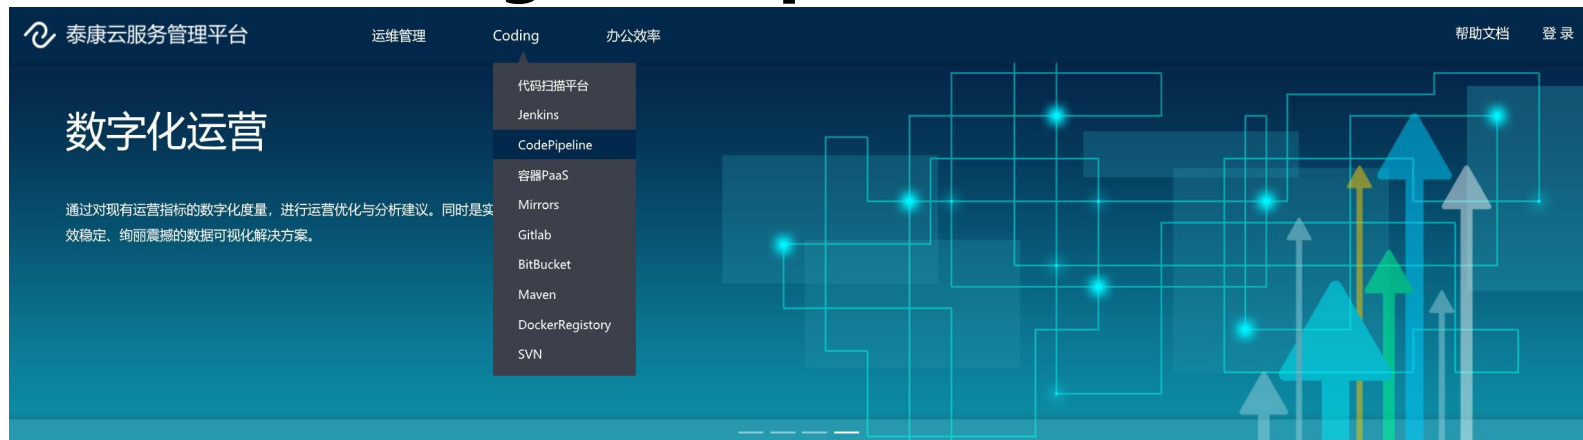 泰康云服务管理平台
运维管理
Coding
办公效率
帮助文档
登 录
代码扫描平台
Jenkins
CodePipeline
容器PaaS
Mirrors
Gitlab
BitBucket
Maven
DockerRegistory
SVN
数字化运营
通过对现有运营指标的数字化度量，进行运营优化与分析建议。同时是实
效稳定、绚丽震撼的数据可视化解决方案。